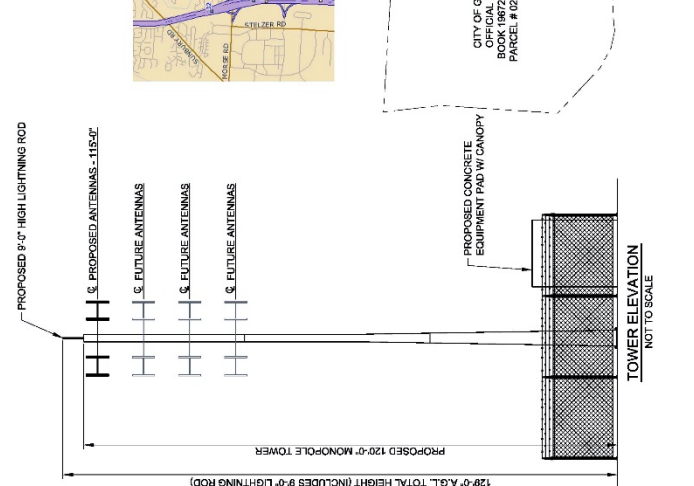 STELZER RD
SUNBURY RD
MORSE RD
CITY OF G
OFFICIAL
BOOK 19672
PARCEL # 02
PROPOSED 9'-0" HIGH LIGHTNING ROD
℄ PROPOSED ANTENNAS - 115'-0"
℄ FUTURE ANTENNAS
℄ FUTURE ANTENNAS
℄ FUTURE ANTENNAS
PROPOSED CONCRETE
EQUIPMENT PAD W/ CANOPY
PROPOSED 120'-0" MONOPOLE TOWER
129'-0" A.G.L. TOTAL HEIGHT (INCLUDES 9'-0" LIGHTNING ROD)
TOWER ELEVATION
NOT TO SCALE